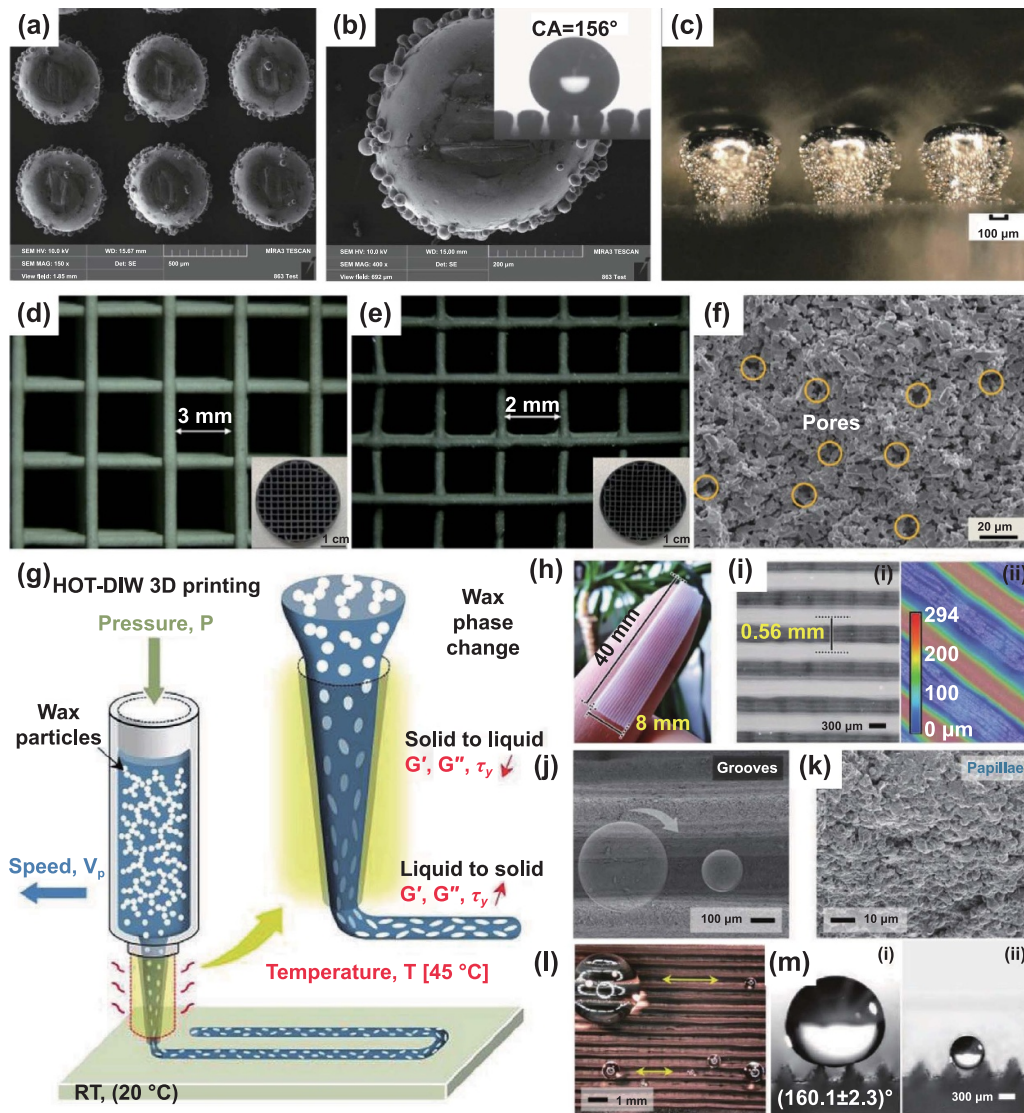 (a)
SEM HV: 10.0 kV
WD: 15.67 mm
MIRA3 TESCAN
SEM MAG: 150 x
Det: SE
500 µm
View field: 1.85 mm
863 Test
(b)
CA=156°
SEM HV: 10.0 kV
WD: 15.00 mm
MIRA3 TESCAN
SEM MAG: 400 x
Det: SE
200 µm
View field: 692 µm
863 Test
(c)
100 µm
(d)
3 mm
1 cm
(e)
2 mm
1 cm
(f)
Pores
20 µm
(g)
HOT-DIW 3D printing
Pressure, P
Wax
particles
Speed, Vp
Wax
phase
change
Solid to liquid
G′, G″, τy
Liquid to solid
G′, G″, τy
Temperature, T [45 °C]
RT, (20 °C)
(h)
40 mm
8 mm
(i)
(i)
0.56 mm
300 µm
(ii)
294
200
100
0 µm
(j)
Grooves
100 µm
(k)
Papillae
10 µm
(l)
1 mm
(m)
(i)
(160.1±2.3)°
(ii)
300 µm